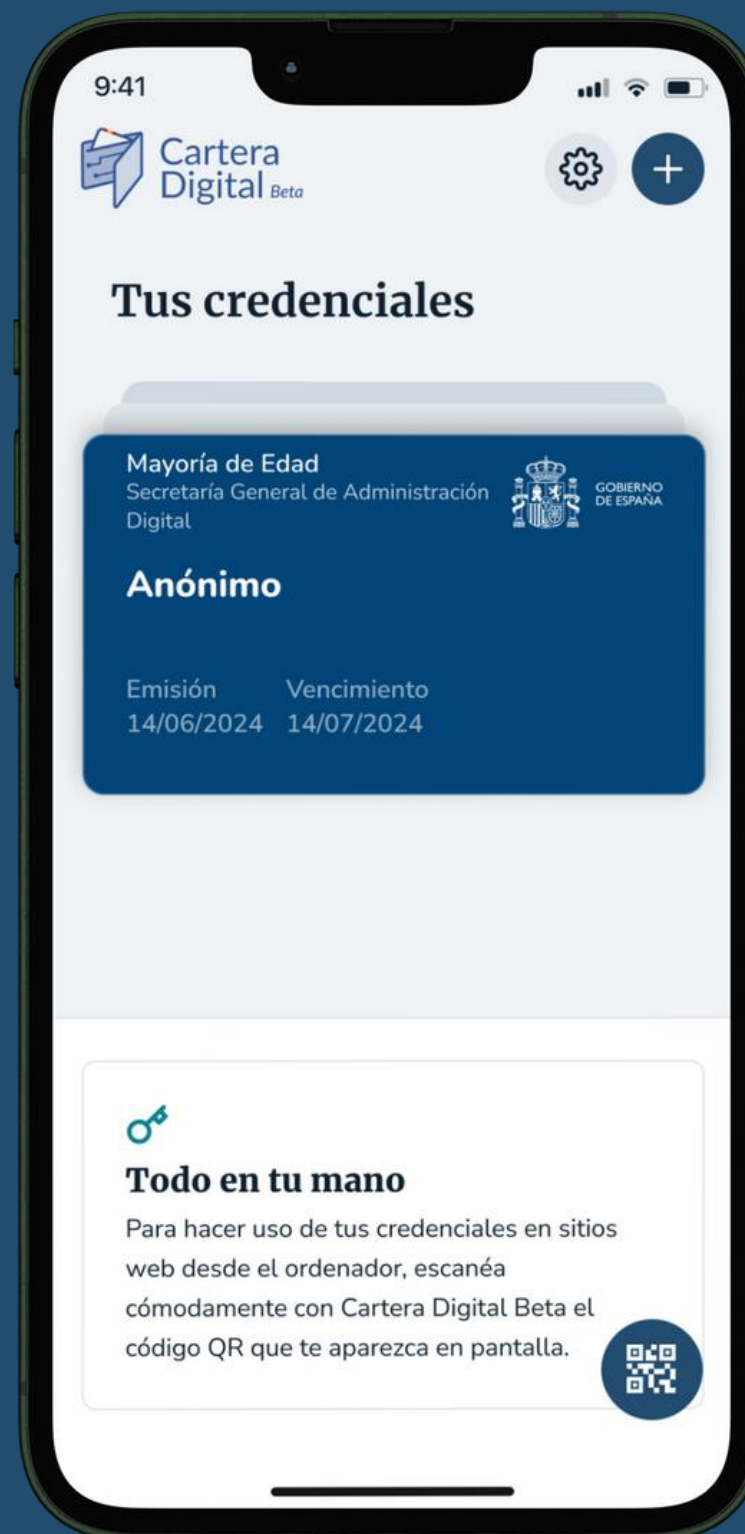 9:41
Cartera
Digital Beta
Tus credenciales
Mayoría de Edad
Secretaría General de Administración
Digital
GOBIERNO
DE ESPAÑA
Anónimo
Emisión Vencimiento
14/06/2024 14/07/2024
Todo en tu mano
Para hacer uso de tus credenciales en sitios
web desde el ordenador, escanéa
cómodamente con Cartera Digital Beta el
código QR que te aparezca en pantalla.